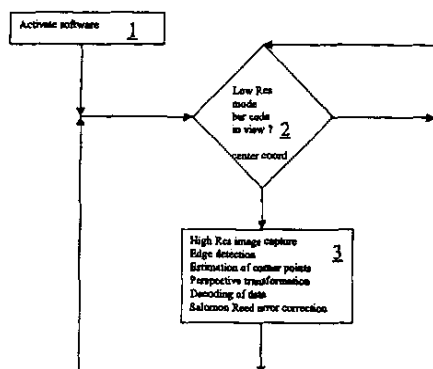 Activate software 1
Low Res
mode
bar code
in view ? 2
center coord
High Res image capture 3
Edge detection
Estimation of corner points
Perspective transformation
Decoding of data
Salomon Reed error correction